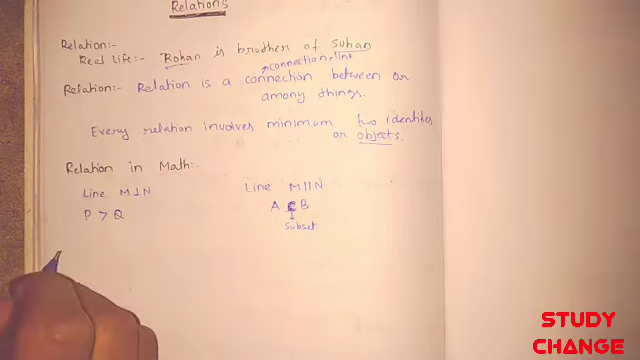 Relations
Relation:-
Real Life:- Rohan is brother of Sohan
connection, link
Relation:- Relation is a connection between or
among things.
Every relation involves minimum two identities
or objects.
Relation in Math:-
Line M⊥N
Line M||N
P > Q
A ⊂ B
subset
STUDY
CHANGE